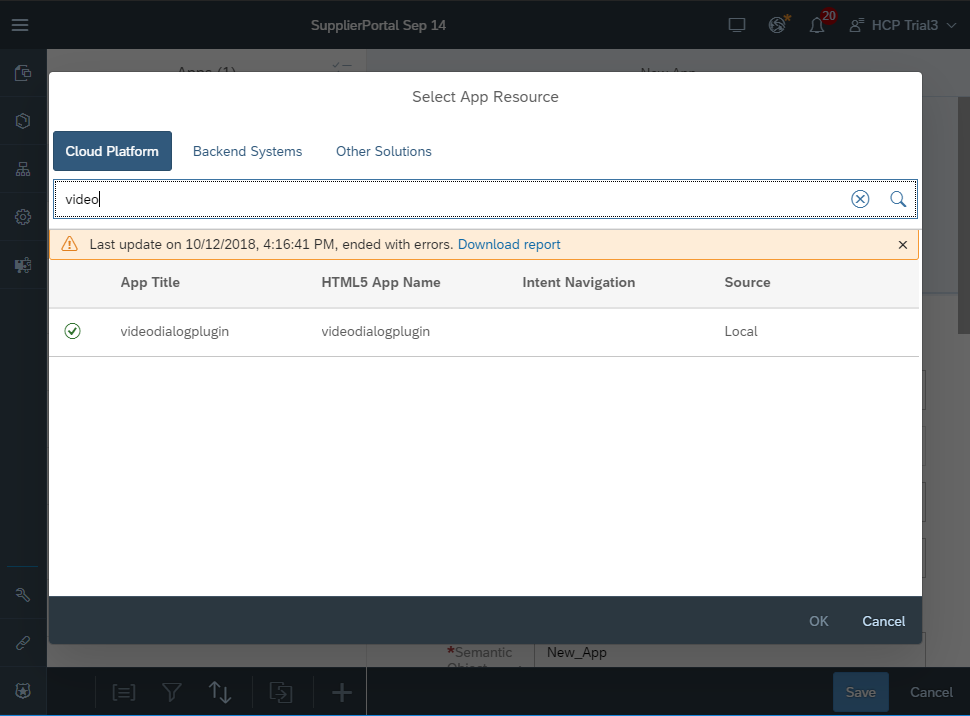 SupplierPortal Sep 14
20
HCP Trial3
Apps (1)
New App
Select App Resource
Cloud Platform
Backend Systems
Other Solutions
video
Last update on 10/12/2018, 4:16:41 PM, ended with errors. Download report
App Title HTML5 App Name Intent Navigation Source
videodialogplugin videodialogplugin Local
OK Cancel
*Semantic New_App
Object
Save Cancel